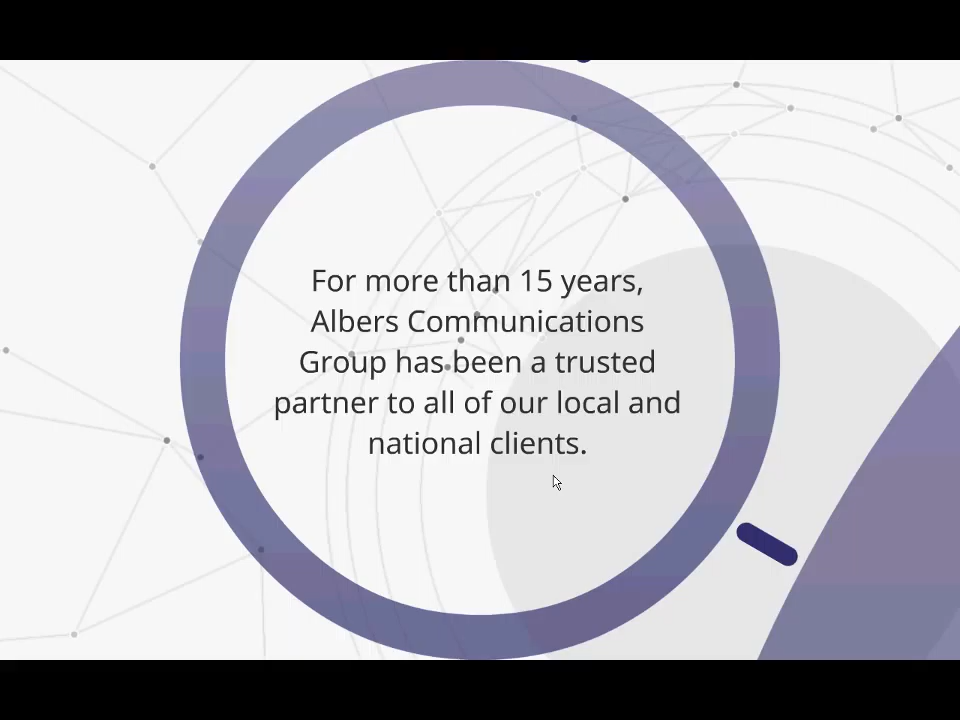 For more than 15 years,
Albers Communications
Group has been a trusted
partner to all of our local and
national clients.